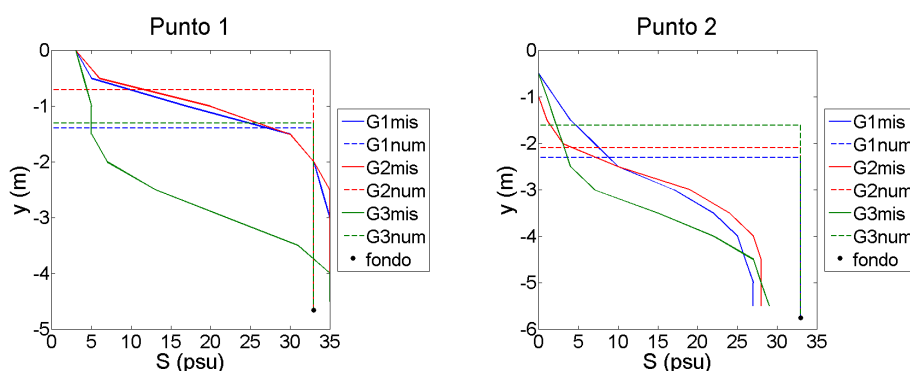 Punto 1
0
-1
-2
-3
-4
-5
y (m)
0 5 10 15 20 25 30 35
S (psu)
G1mis
G1num
G2mis
G2num
G3mis
G3num
fondo
Punto 2
0
-1
-2
-3
-4
-5
-6
y (m)
0 5 10 15 20 25 30 35
S (psu)
G1mis
G1num
G2mis
G2num
G3mis
G3num
fondo